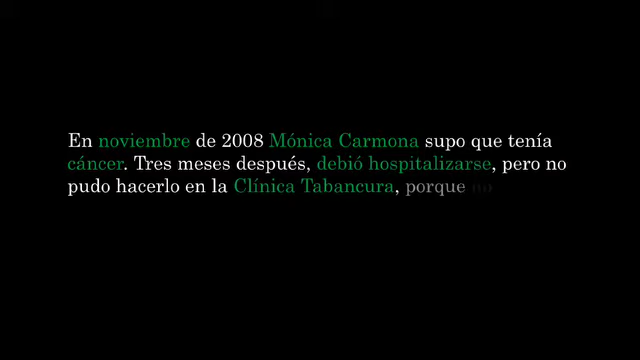 En noviembre de 2008 Mónica Carmona supo que tenía
cáncer. Tres meses después, debió hospitalizarse, pero no
pudo hacerlo en la Clínica Tabancura, porque no